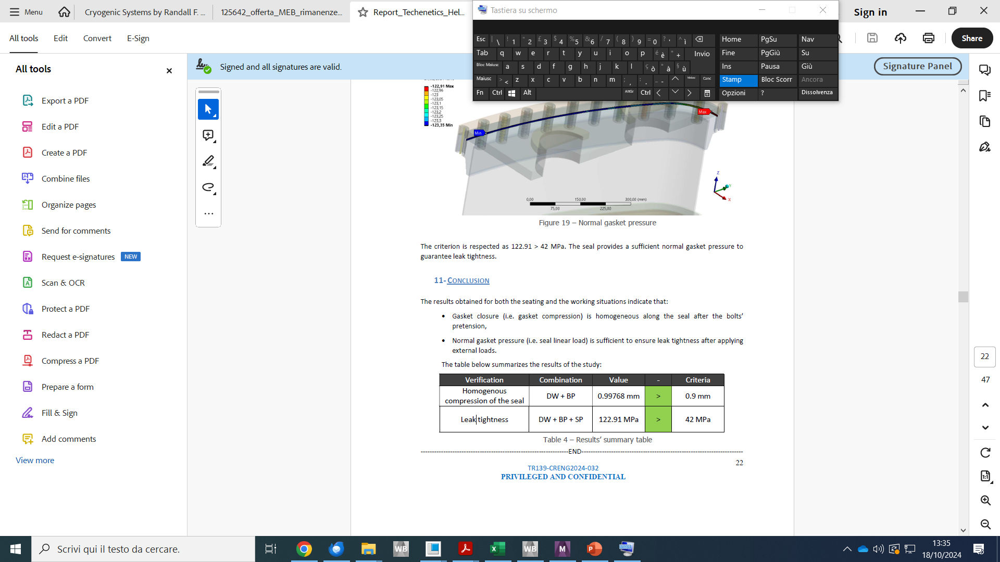 Menu
Cryogenic Systems by Randall F. ...
125642_offerta_MEB_rimanenze...
Report_Techenetics_Hel...
Tastiera su schermo
Sign in
All tools
Edit
Convert
E-Sign
Share
Esc | \ ! 1 " 2 £ 3 $ 4 % 5 & 6 / 7 ( 8 ) 9 = 0 ? ' ^ ì
Home PgSu Nav
Tab q w e r t y u i o p é è * + Invio
Fine PgGiù Su
Bloc Maiusc a s d f g h j k l ç ò ° à § ù
Ins Pausa Giù
Maiusc > < z x c v b n m ; , : . _ - Maiusc Canc
Stamp Bloc Scorr Ancora
Fn Ctrl Alt AltGr Ctrl
Opzioni ? Dissolvenza
All tools
Signed and all signatures are valid.
Signature Panel
Export a PDF
Edit a PDF
Create a PDF
Combine files
Organize pages
Send for comments
Request e-signatures NEW
Scan & OCR
Protect a PDF
Redact a PDF
Compress a PDF
Prepare a form
Fill & Sign
Add comments
View more
-122,91 Max
-122,96
-123
-123,05
-123,1
-123,15
-123,2
-123,25
-123,3
-123,35 Min
Max
Min
Z
Y
X
0,00 150,00 300,00 (mm)
75,00 225,00
Figure 19 – Normal gasket pressure
The criterion is respected as 122.91 > 42 MPa. The seal provides a sufficient normal gasket pressure to
guarantee leak tightness.
11- CONCLUSION
The results obtained for both the seating and the working situations indicate that:
• Gasket closure (i.e. gasket compression) is homogeneous along the seal after the bolts’
pretension,
• Normal gasket pressure (i.e. seal linear load) is sufficient to ensure leak tightness after applying
external loads.
The table below summarizes the results of the study:
Verification Combination Value - Criteria
Homogenous
compression of the seal DW + BP 0.99768 mm > 0.9 mm
Leak tightness DW + BP + SP 122.91 MPa > 42 MPa
Table 4 – Results’ summary table
END
22
TR139-CRENG2024-032
PRIVILEGED AND CONFIDENTIAL
22
47
1:1
Scrivi qui il testo da cercare.
WB
WB
M
13:35
18/10/2024